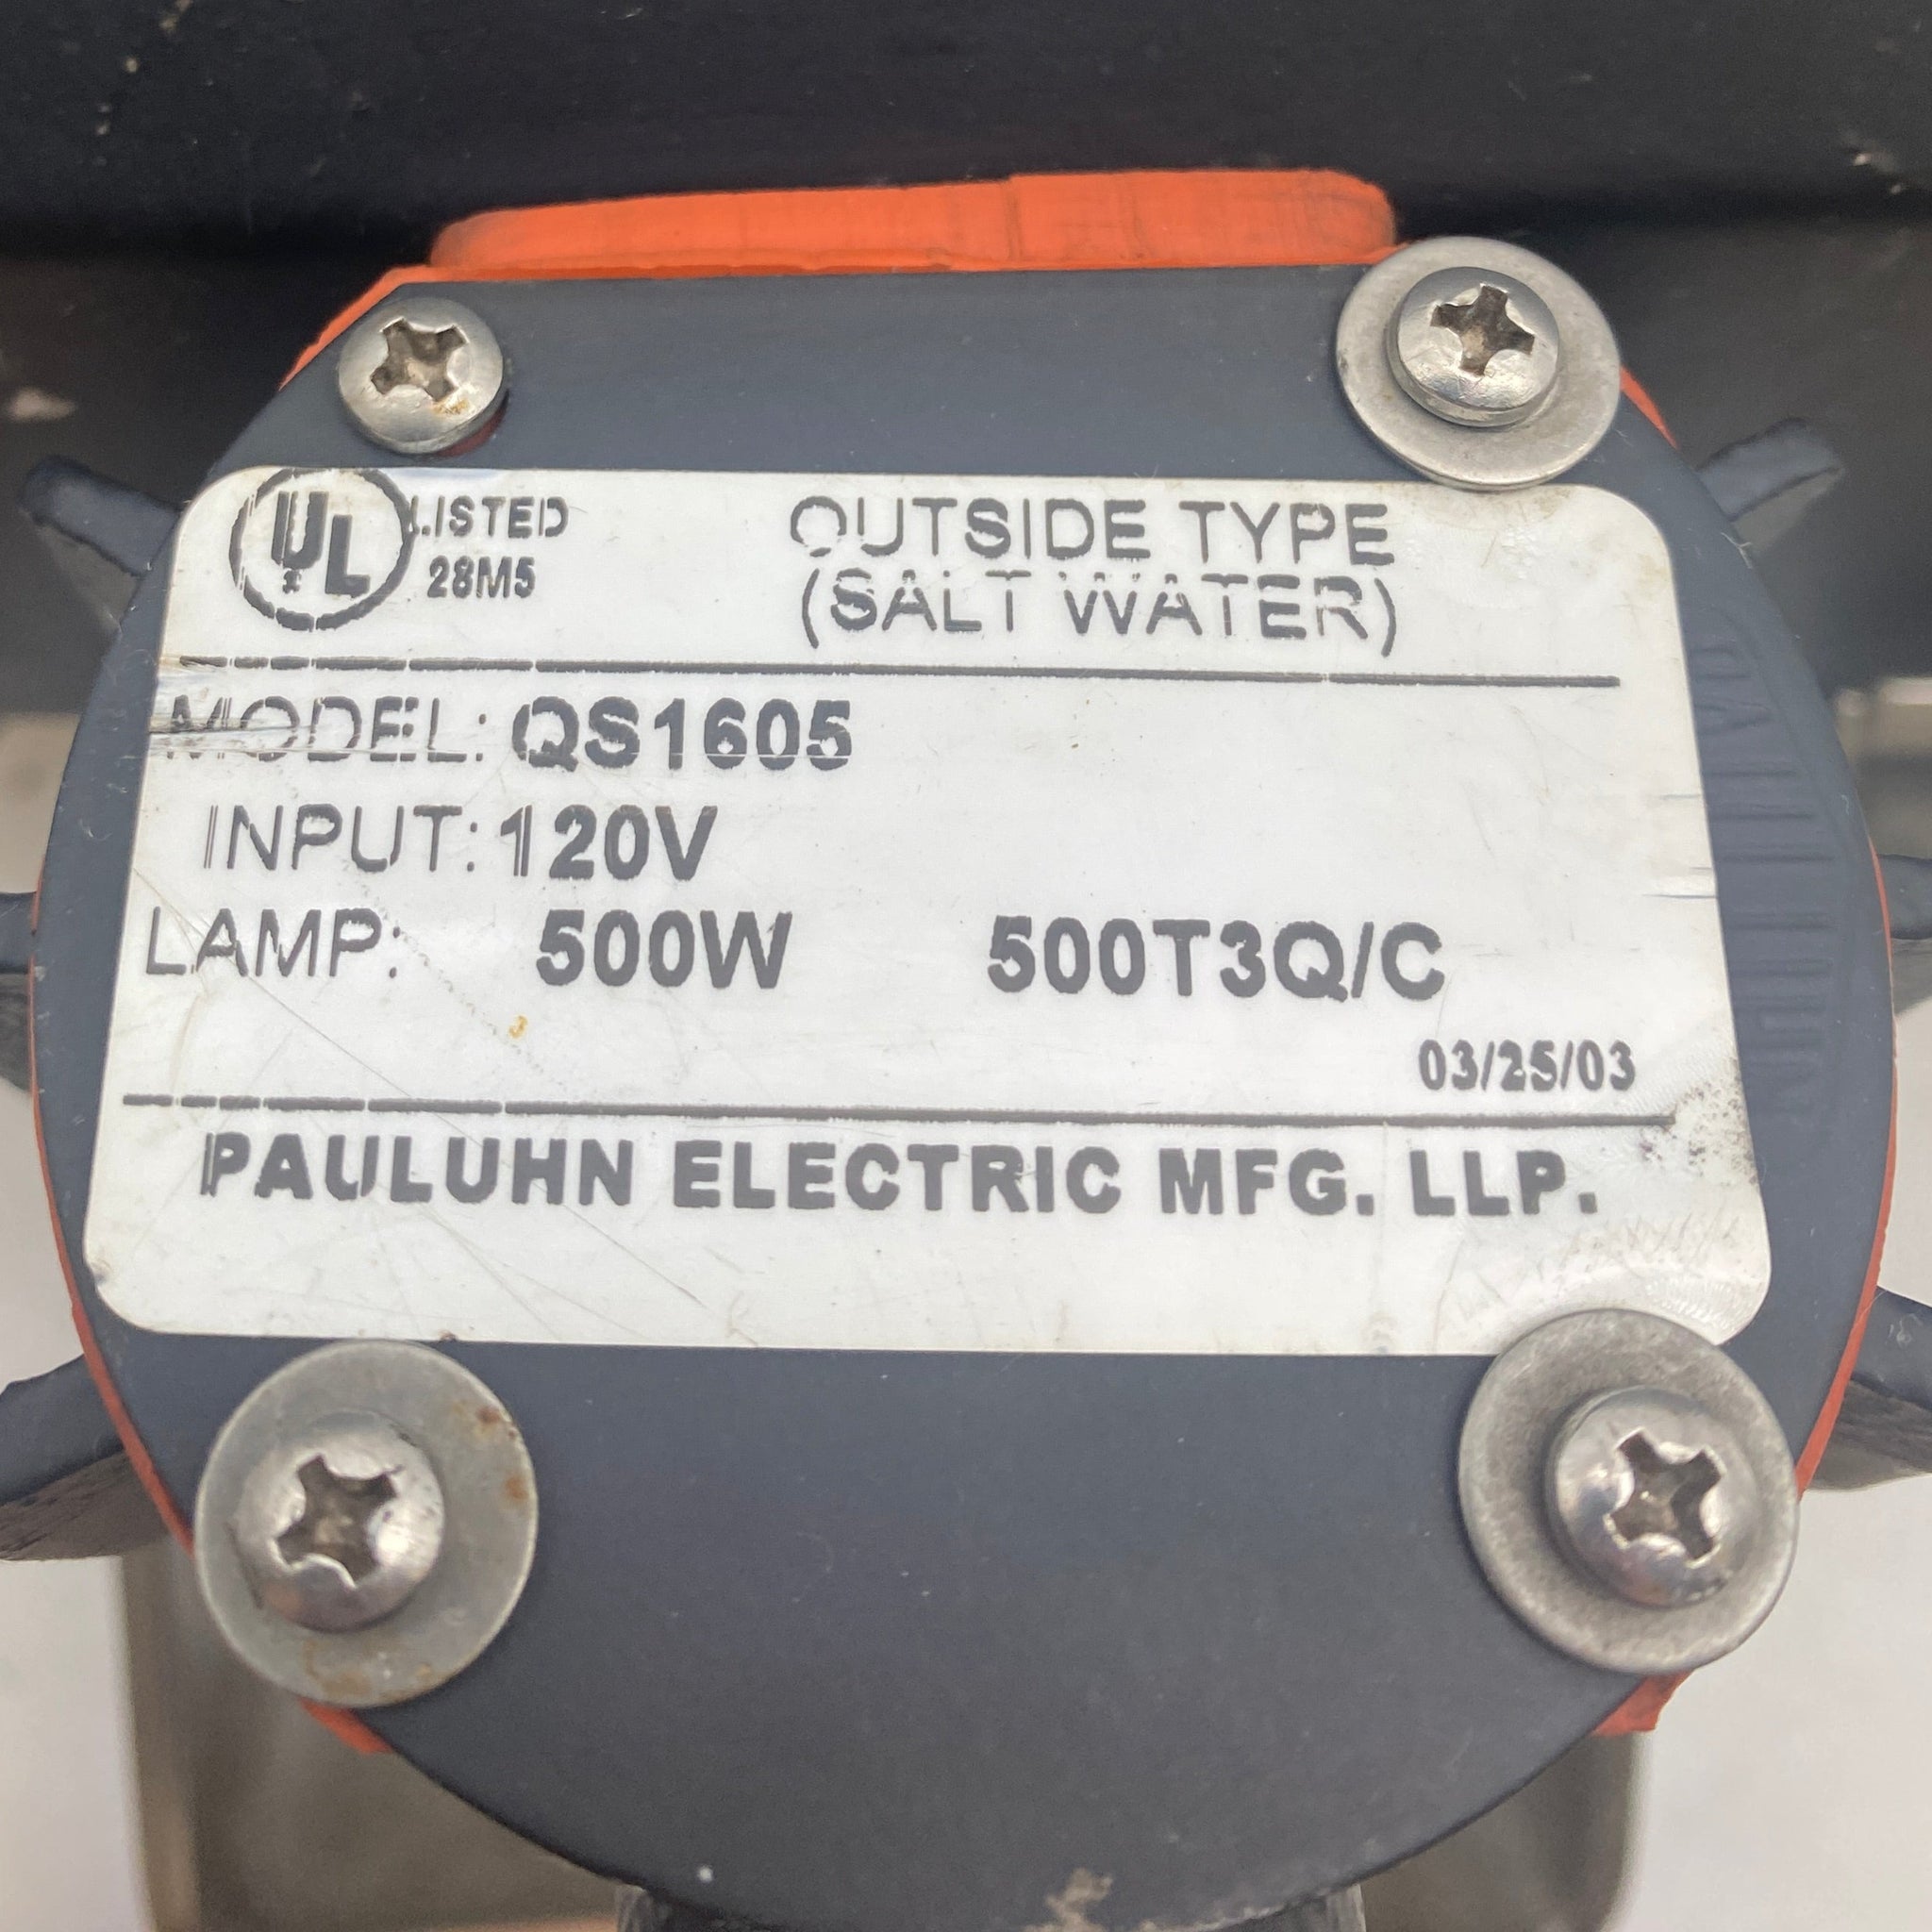 UL LISTED
28M5
OUTSIDE TYPE
(SALT WATER)
MODEL: QS1605
INPUT: 120V
LAMP: 500W 500T3Q/C
03/25/03
PAULUHN ELECTRIC MFG. LLP.